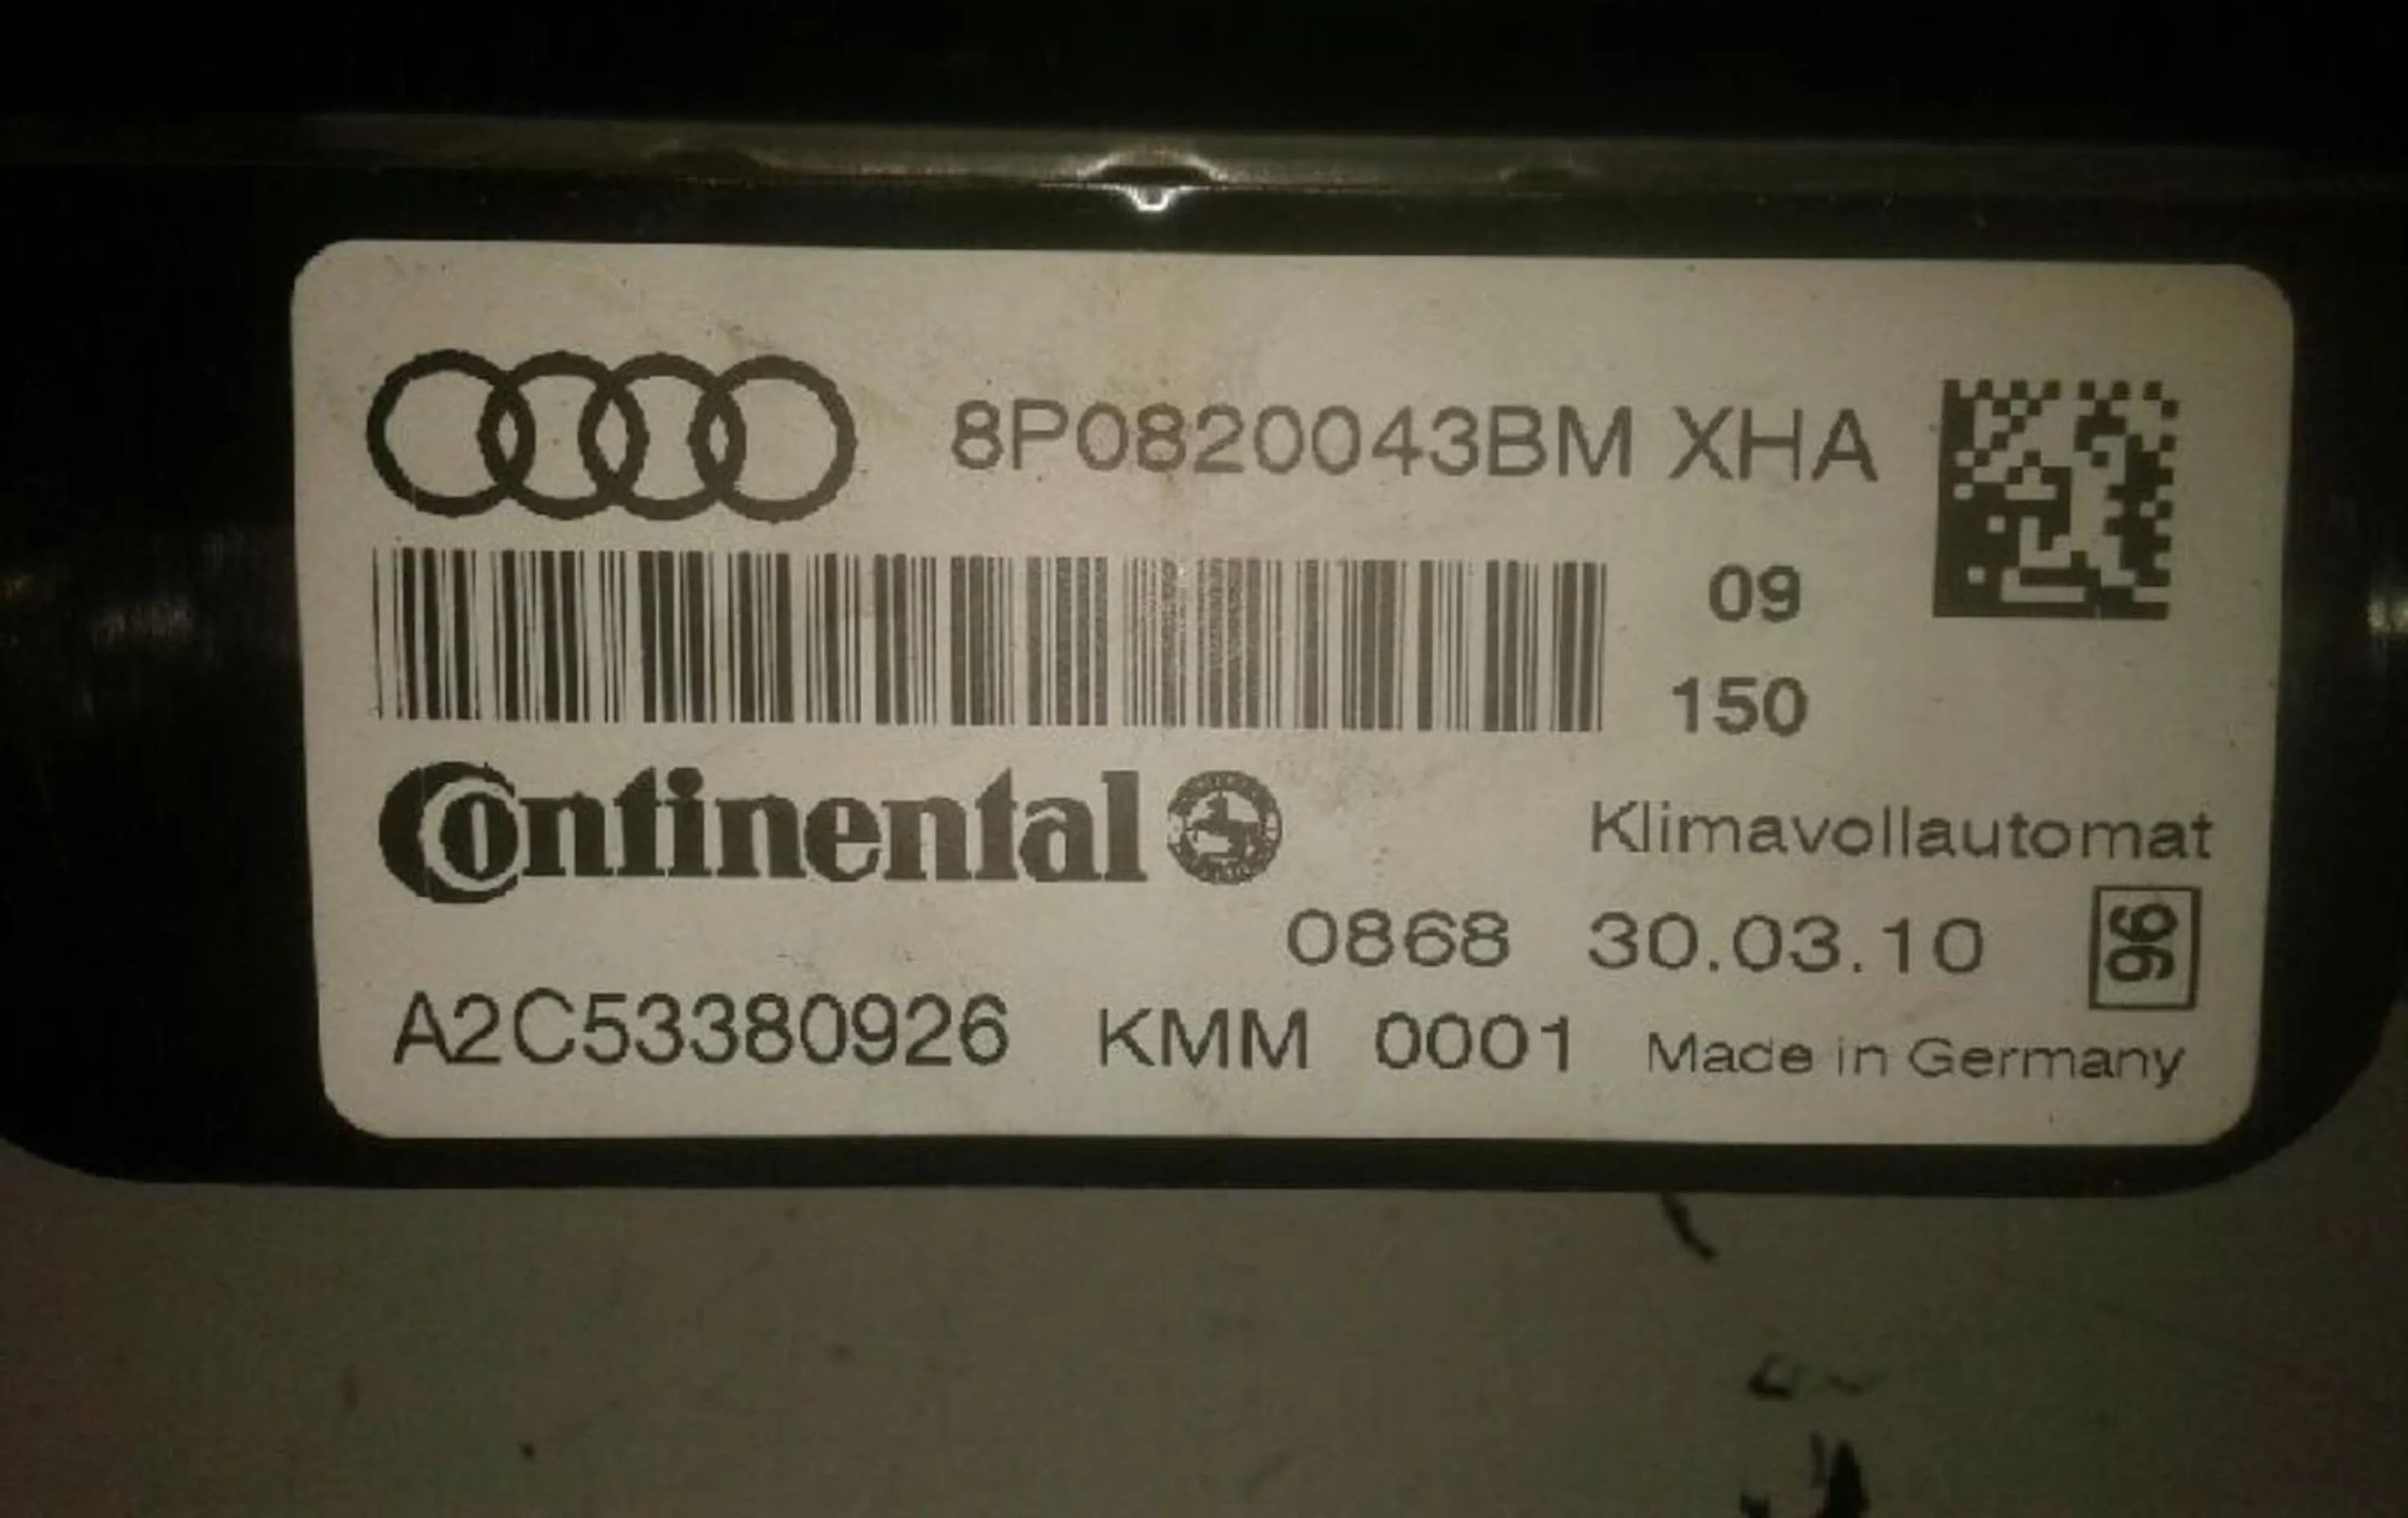 8P0820043BM XHA
09
150
Continental
Klimavollautomat
0868 30.03.10 96
A2C53380926 KMM 0001 Made in Germany